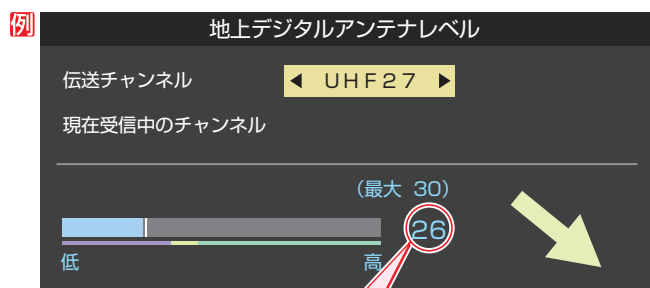 例
地上デジタルアンテナレベル
伝送チャンネル ◀ UHF27 ▶
現在受信中のチャンネル
(最大 30)
26
低 高